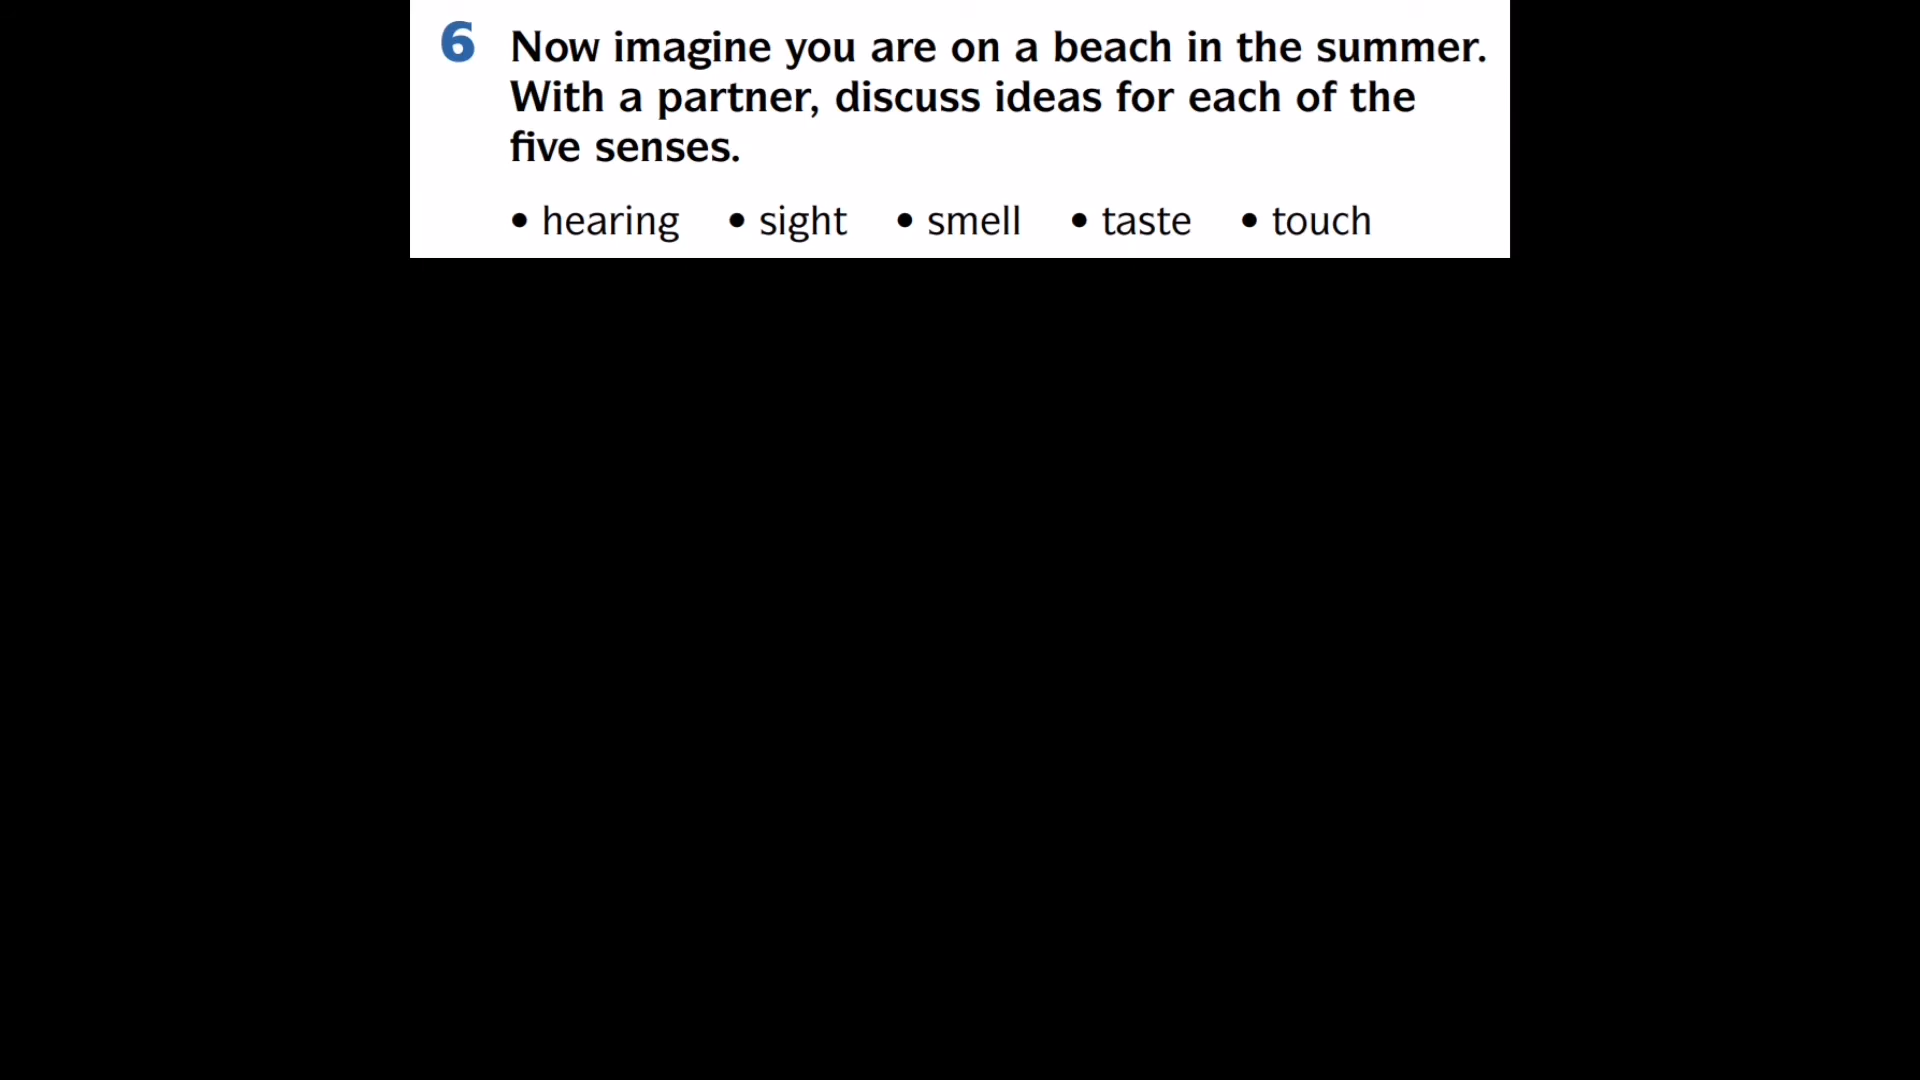 6 Now imagine you are on a beach in the summer.
With a partner, discuss ideas for each of the
five senses.
• hearing • sight • smell • taste • touch